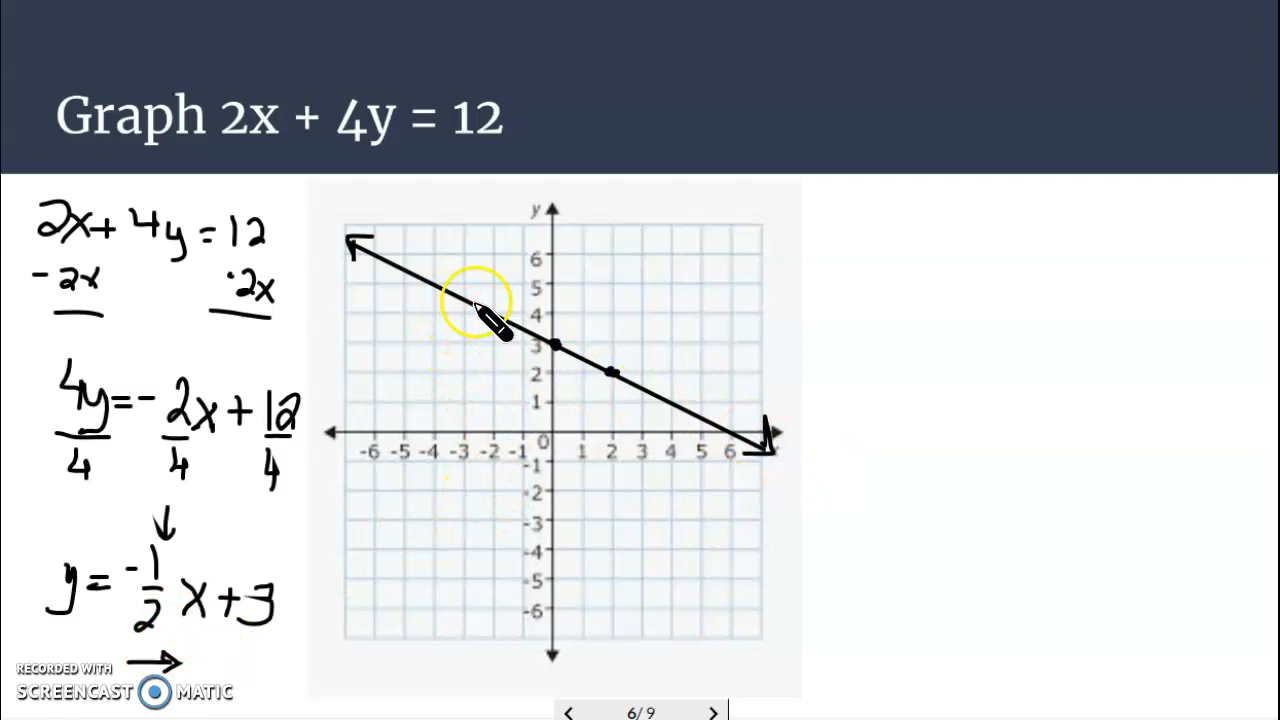 Graph 2x + 4y = 12
2x + 4y = 12
-2x -2x
4y = -2x + 12
4 4 4
↓
y = -1/2 x + 3
→
y
6
5
4
3
2
1
-6 -5 -4 -3 -2 -1 0 1 2 3 4 5 6
-1
-2
-3
-4
-5
-6
RECORDED WITH
SCREENCAST MATIC
< 6/9 >